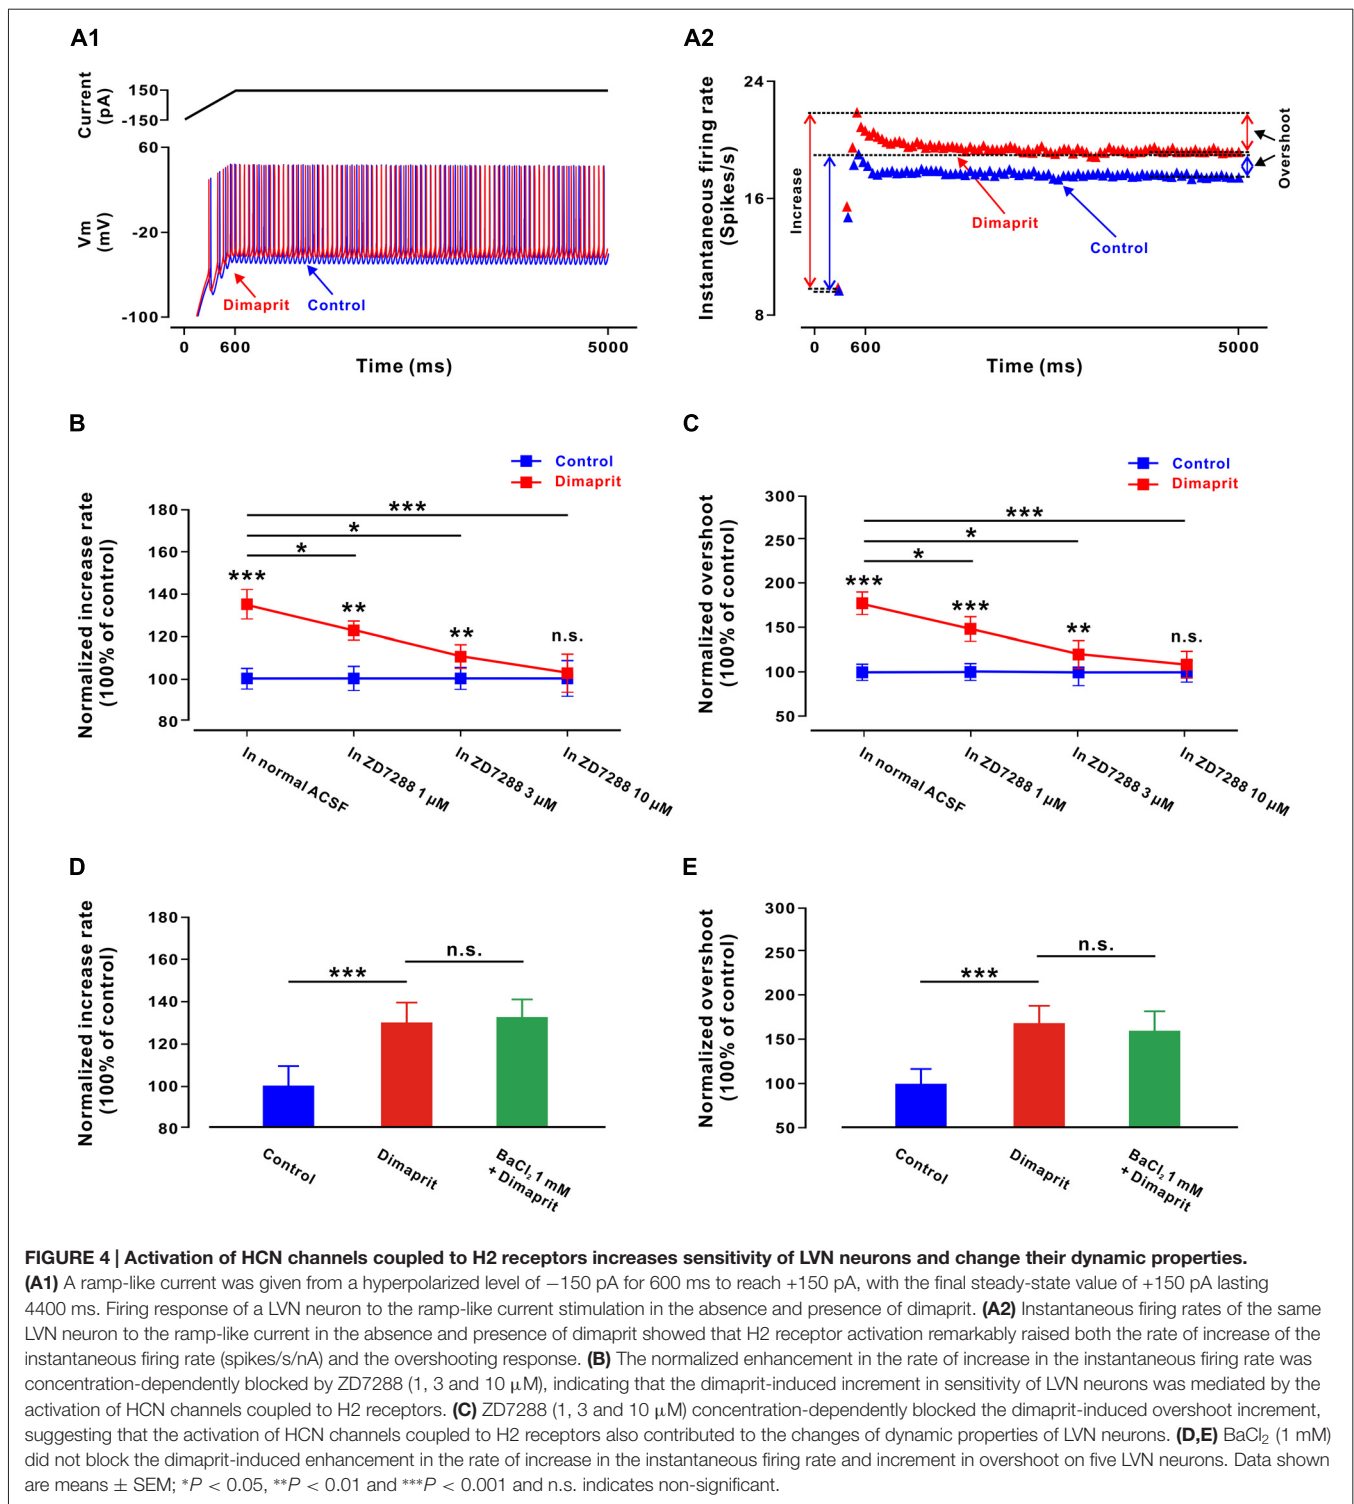 A1
Current
(pA)
150
-150
60
Vm
(mV)
-20
-100
Dimaprit
Control
0
600
5000
Time (ms)
A2
Instantaneous firing rate
(Spikes/s)
24
16
8
Increase
Overshoot
Dimaprit
Control
0
600
5000
Time (ms)
B
Control
Dimaprit
Normalized increase rate
(100% of control)
180
160
140
120
100
80
***
*
*
***
**
**
n.s.
In normal ACSF
In ZD7288 1 μM
In ZD7288 3 μM
In ZD7288 10 μM
C
Control
Dimaprit
Normalized overshoot
(100% of control)
300
250
200
150
100
50
***
*
*
***
***
**
n.s.
In normal ACSF
In ZD7288 1 μM
In ZD7288 3 μM
In ZD7288 10 μM
D
Normalized increase rate
(100% of control)
180
160
140
120
100
80
***
n.s.
Control
Dimaprit
BaCl₂ 1 mM
+ Dimaprit
E
Normalized overshoot
(100% of control)
300
250
200
150
100
50
***
n.s.
Control
Dimaprit
BaCl₂ 1 mM
+ Dimaprit
FIGURE 4 | Activation of HCN channels coupled to H2 receptors increases sensitivity of LVN neurons and change their dynamic properties.
(A1) A ramp-like current was given from a hyperpolarized level of −150 pA for 600 ms to reach +150 pA, with the final steady-state value of +150 pA lasting
4400 ms. Firing response of a LVN neuron to the ramp-like current stimulation in the absence and presence of dimaprit. (A2) Instantaneous firing rates of the same
LVN neuron to the ramp-like current in the absence and presence of dimaprit showed that H2 receptor activation remarkably raised both the rate of increase of the
instantaneous firing rate (spikes/s/nA) and the overshooting response. (B) The normalized enhancement in the rate of increase in the instantaneous firing rate was
concentration-dependently blocked by ZD7288 (1, 3 and 10 μM), indicating that the dimaprit-induced increment in sensitivity of LVN neurons was mediated by the
activation of HCN channels coupled to H2 receptors. (C) ZD7288 (1, 3 and 10 μM) concentration-dependently blocked the dimaprit-induced overshoot increment,
suggesting that the activation of HCN channels coupled to H2 receptors also contributed to the changes of dynamic properties of LVN neurons. (D,E) BaCl₂ (1 mM)
did not block the dimaprit-induced enhancement in the rate of increase in the instantaneous firing rate and increment in overshoot on five LVN neurons. Data shown
are means ± SEM; *P < 0.05, **P < 0.01 and ***P < 0.001 and n.s. indicates non-significant.